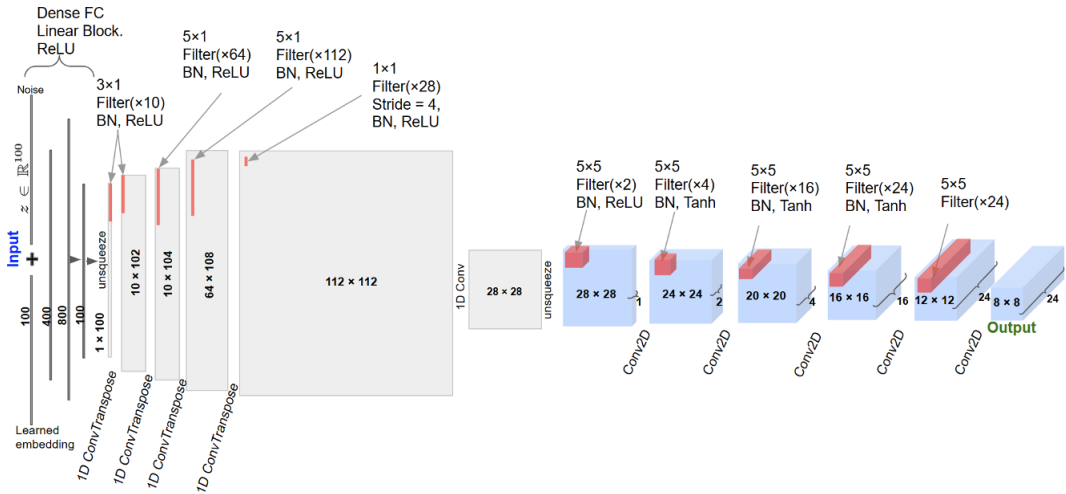 Dense FC
Linear Block.
ReLU
Noise
z ∈ ℝ¹⁰⁰
Input
+
Learned
embedding
100
400
800
100
unsqueeze
1 × 100
3×1
Filter(×10)
BN, ReLU
1D ConvTranspose
10 × 102
5×1
Filter(×64)
BN, ReLU
1D ConvTranspose
10 × 104
5×1
Filter(×112)
BN, ReLU
1D ConvTranspose
64 × 108
1×1
Filter(×28)
Stride = 4,
BN, ReLU
1D ConvTranspose
112 × 112
1D Conv
28 × 28
unsqueeze
5×5
Filter(×2)
BN, ReLU
28 × 28
1
Conv2D
5×5
Filter(×4)
BN, Tanh
24 × 24
2
Conv2D
5×5
Filter(×16)
BN, Tanh
20 × 20
4
Conv2D
5×5
Filter(×24)
BN, Tanh
16 × 16
16
Conv2D
5×5
Filter(×24)
12 × 12
24
Conv2D
8 × 8
24
Output